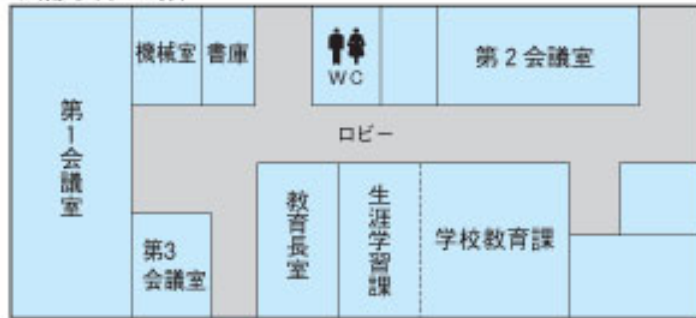 機械室
書庫
WC
第2会議室
第1会議室
ロビー
教育長室
生涯学習課
学校教育課
第3
会議室